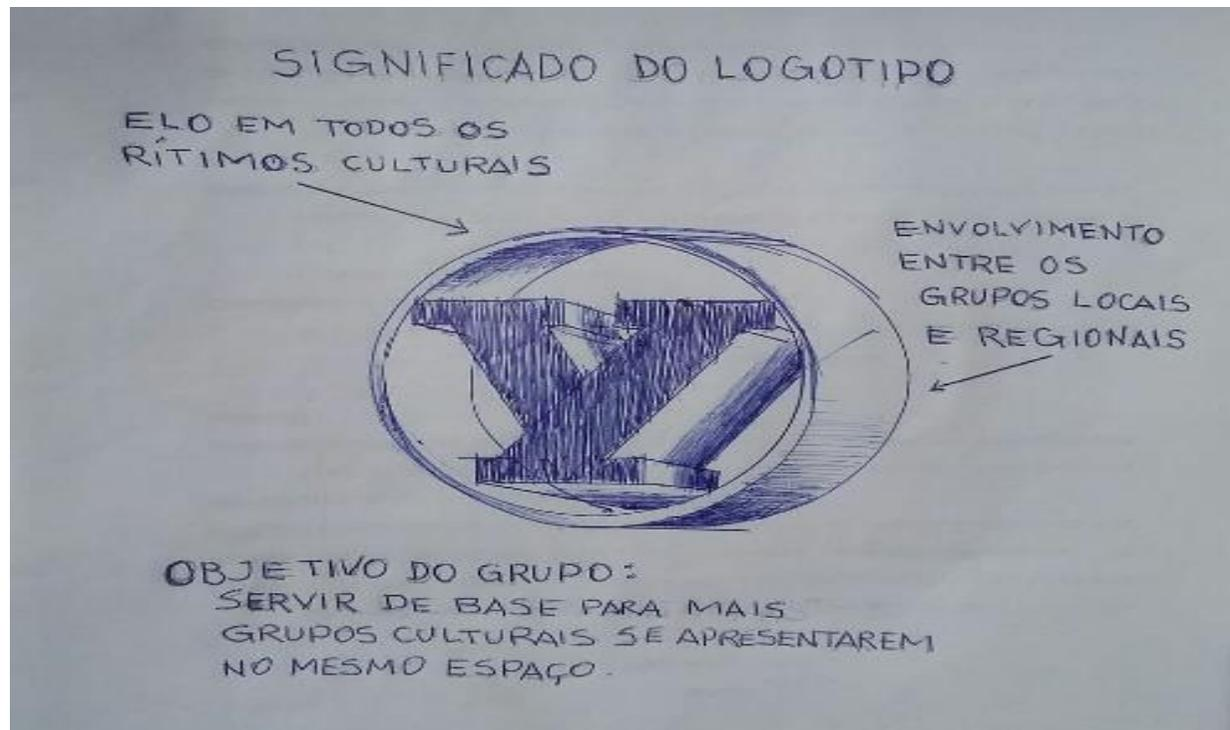 SIGNIFICADO DO LOGOTIPO
ELO EM TODOS OS
RÍTIMOS CULTURAIS
ENVOLVIMENTO
ENTRE OS
GRUPOS LOCAIS
E REGIONAIS
Y
OBJETIVO DO GRUPO:
SERVIR DE BASE PARA MAIS
GRUPOS CULTURAIS SE APRESENTAREM
NO MESMO ESPAÇO.